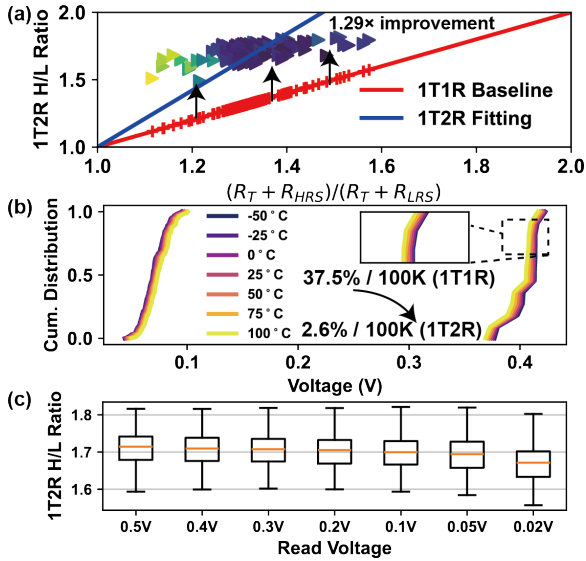 (a)
2.0
1.5
1.0
1T2R H/L Ratio
1.29× improvement
1T1R Baseline
1T2R Fitting
1.0 1.2 1.4 1.6 2.0
(R_T + R_HRS)/(R_T + R_LRS)
(b)
1.0
0.5
0.0
Cum. Distribution
-50°C
-25°C
0°C
25°C
50°C
75°C
100°C
37.5% / 100K (1T1R)
2.6% / 100K (1T2R)
0.1 0.2 0.3 0.4
Voltage (V)
(c)
1.8
1.7
1.6
1T2R H/L Ratio
0.5V 0.4V 0.3V 0.2V 0.1V 0.05V 0.02V
Read Voltage